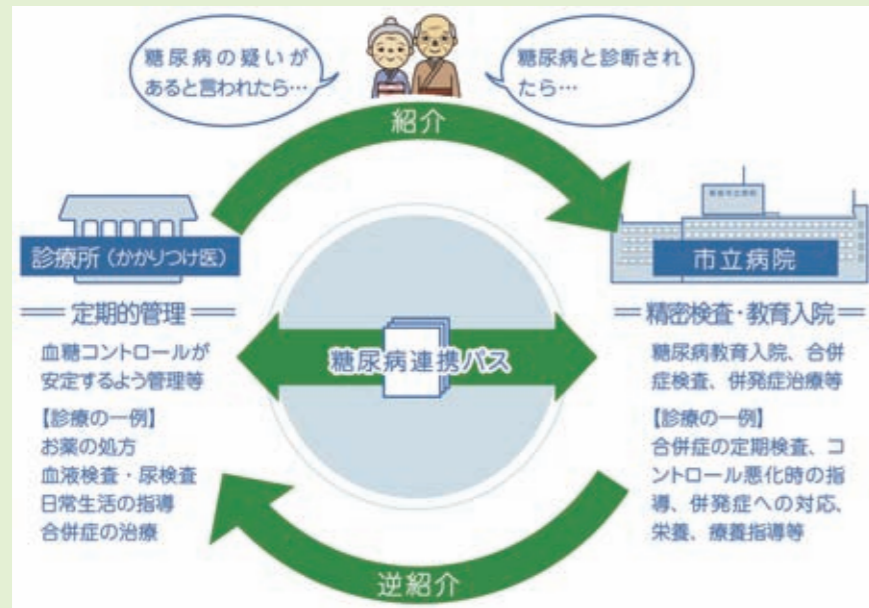 糖尿病の疑いが
あると言われたら…
糖尿病と診断され
たら…
紹介
診療所（かかりつけ医）
定期的管理
血糖コントロールが
安定するよう管理等
【診療の一例】
お薬の処方
血液検査・尿検査
日常生活の指導
合併症の治療
糖尿病連携パス
市立病院
精密検査・教育入院
糖尿病教育入院、合併
症検査、併発症治療等
【診療の一例】
合併症の定期検査、コ
ントロール悪化時の指
導、併発症への対応、
栄養、療養指導等
逆紹介